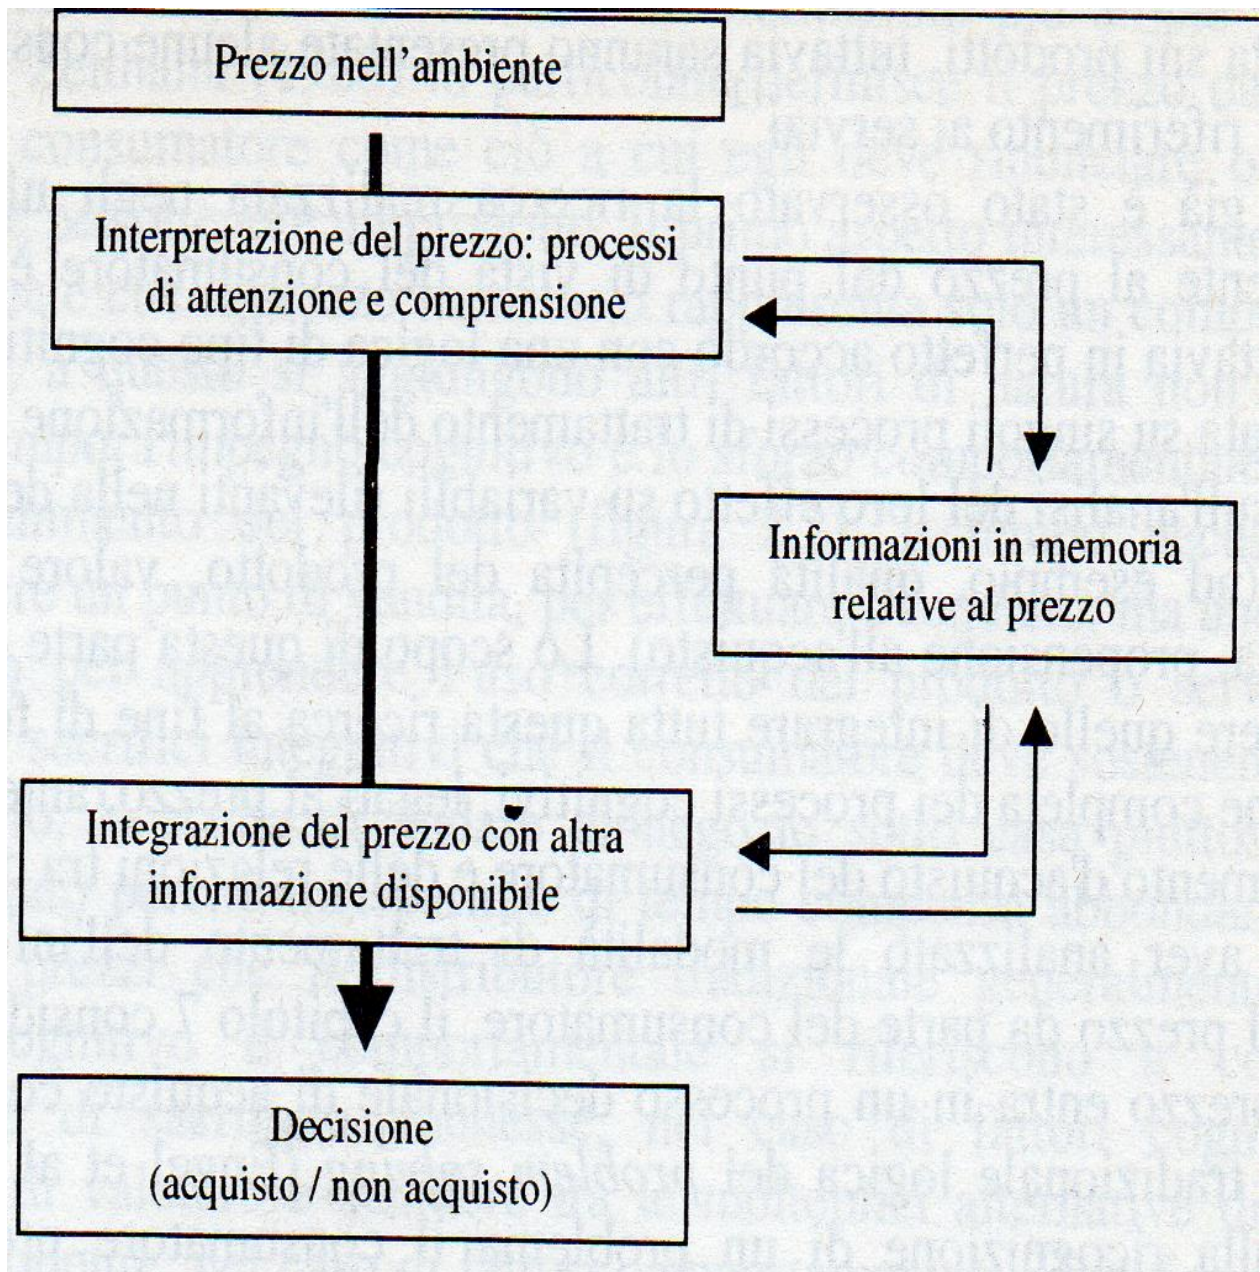 Prezzo nell'ambiente
Interpretazione del prezzo: processi
di attenzione e comprensione
Informazioni in memoria
relative al prezzo
Integrazione del prezzo con altra
informazione disponibile
Decisione
(acquisto / non acquisto)